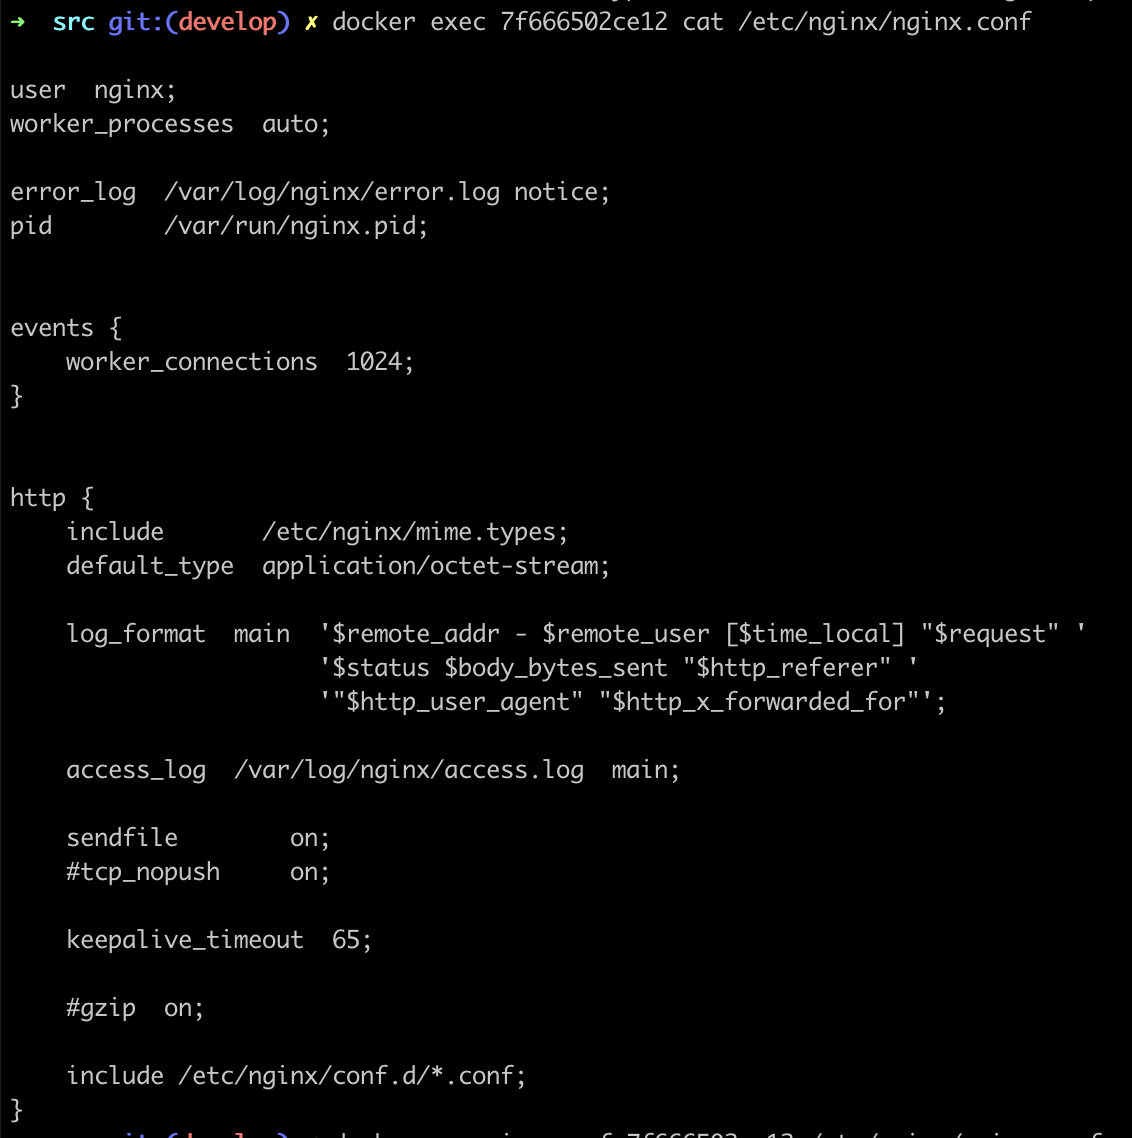 ➜  src git:(develop) ✗ docker exec 7f666502ce12 cat /etc/nginx/nginx.conf

user  nginx;
worker_processes  auto;

error_log  /var/log/nginx/error.log notice;
pid        /var/run/nginx.pid;


events {
    worker_connections  1024;
}


http {
    include       /etc/nginx/mime.types;
    default_type  application/octet-stream;

    log_format  main  '$remote_addr - $remote_user [$time_local] "$request" '
                      '$status $body_bytes_sent "$http_referer" '
                      '"$http_user_agent" "$http_x_forwarded_for"';

    access_log  /var/log/nginx/access.log  main;

    sendfile        on;
    #tcp_nopush     on;

    keepalive_timeout  65;

    #gzip  on;

    include /etc/nginx/conf.d/*.conf;
}